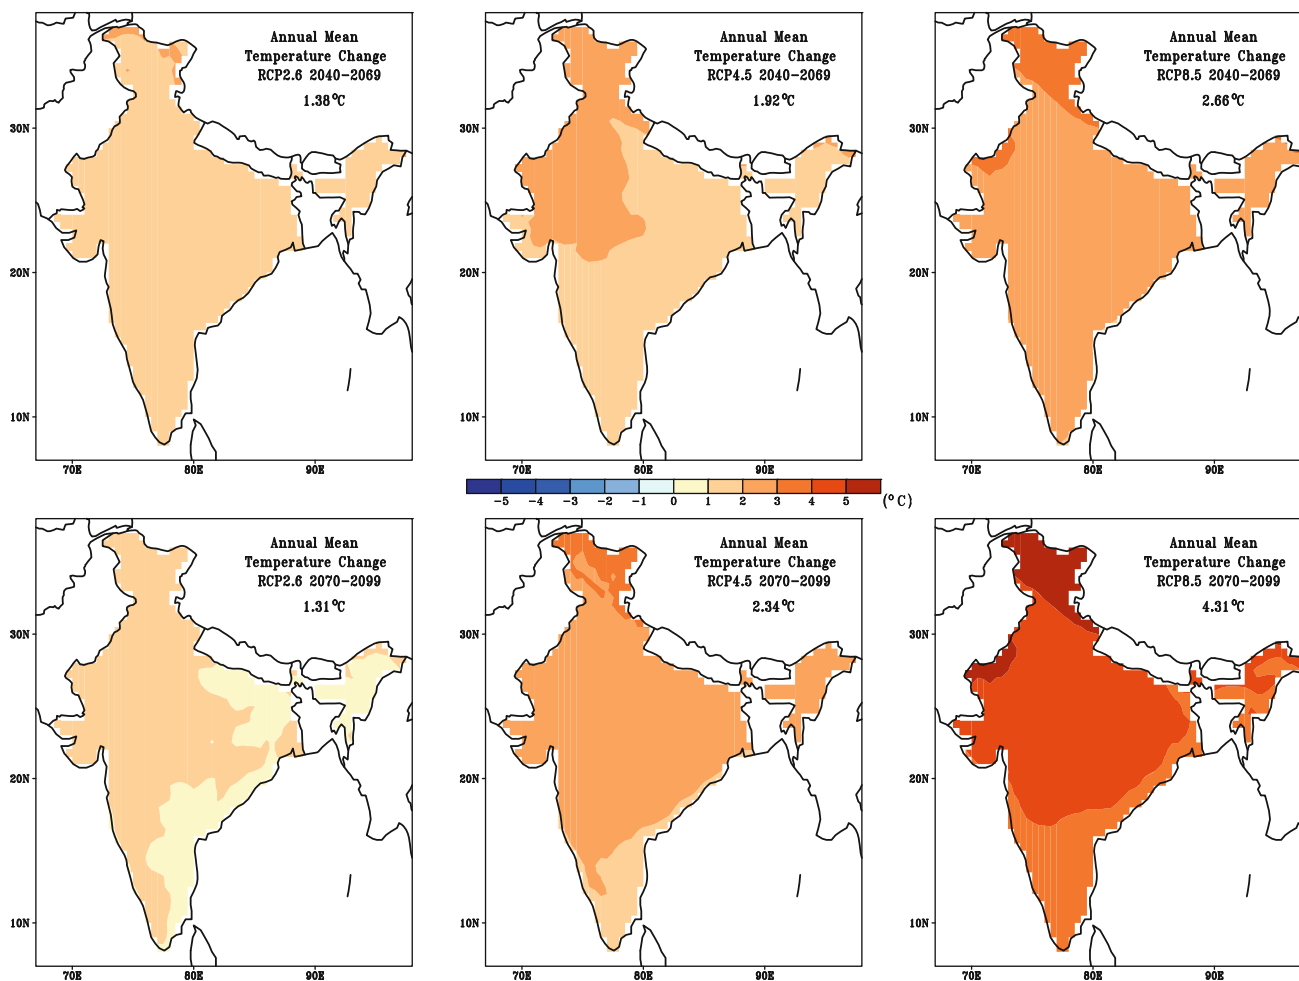 Annual Mean
Temperature Change
RCP2.6 2040-2069
1.38°C
30N
20N
10N
70E
80E
90E
Annual Mean
Temperature Change
RCP4.5 2040-2069
1.92°C
70E
80E
90E
Annual Mean
Temperature Change
RCP8.5 2040-2069
2.66°C
30N
20N
10N
70E
80E
90E
-5 -4 -3 -2 -1 0 1 2 3 4 5 (°C)
Annual Mean
Temperature Change
RCP2.6 2070-2099
1.31°C
30N
20N
10N
70E
80E
90E
Annual Mean
Temperature Change
RCP4.5 2070-2099
2.34°C
30N
20N
10N
70E
80E
90E
Annual Mean
Temperature Change
RCP8.5 2070-2099
4.31°C
30N
20N
10N
70E
80E
90E